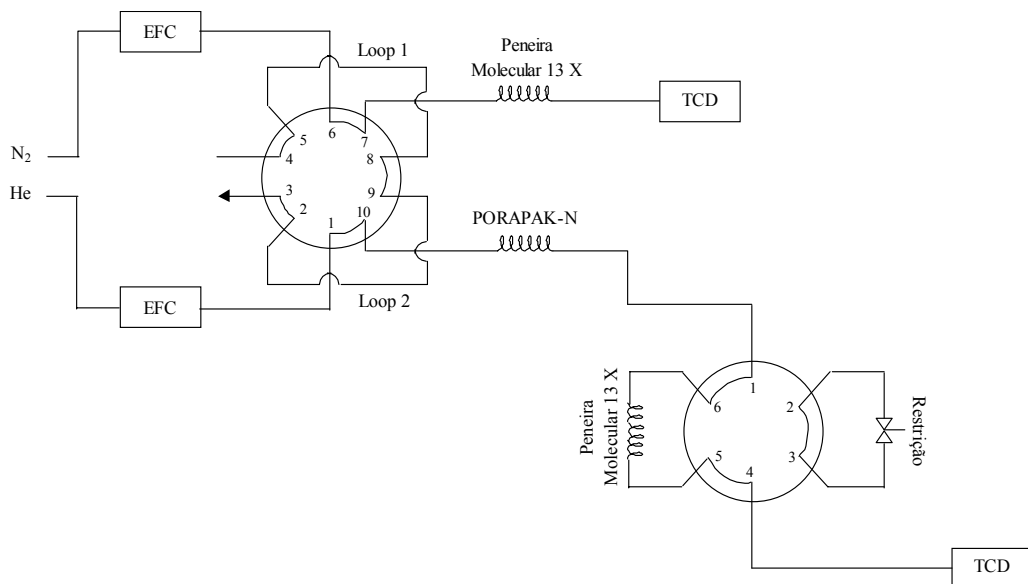 EFC
Loop 1
Peneira
Molecular 13 X
TCD
N₂
He
6
7
5
4
8
3
9
2
10
1
PORAPAK-N
EFC
Loop 2
Peneira
Molecular 13 X
1
6
2
5
3
4
Restrição
TCD